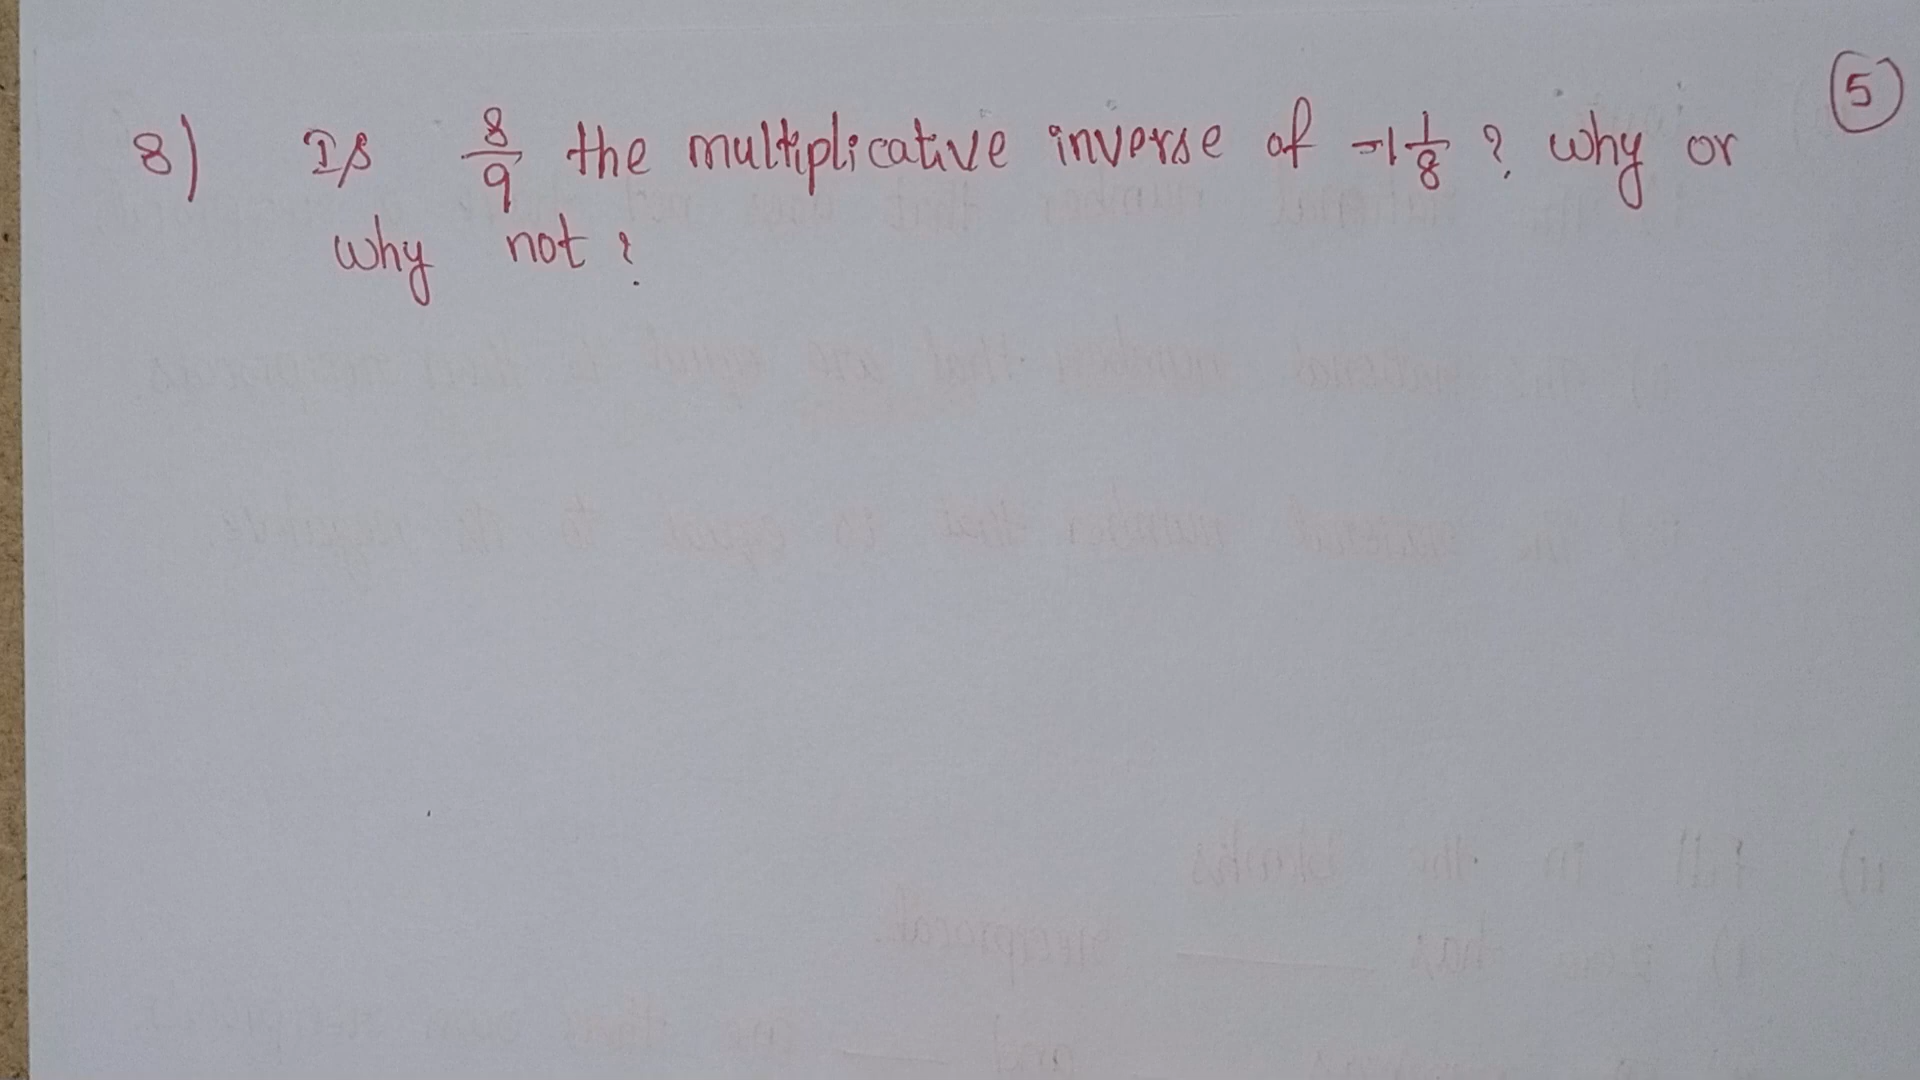 5
8) Is 8/9 the multiplicative inverse of -1 1/8 ? why or
why not ?